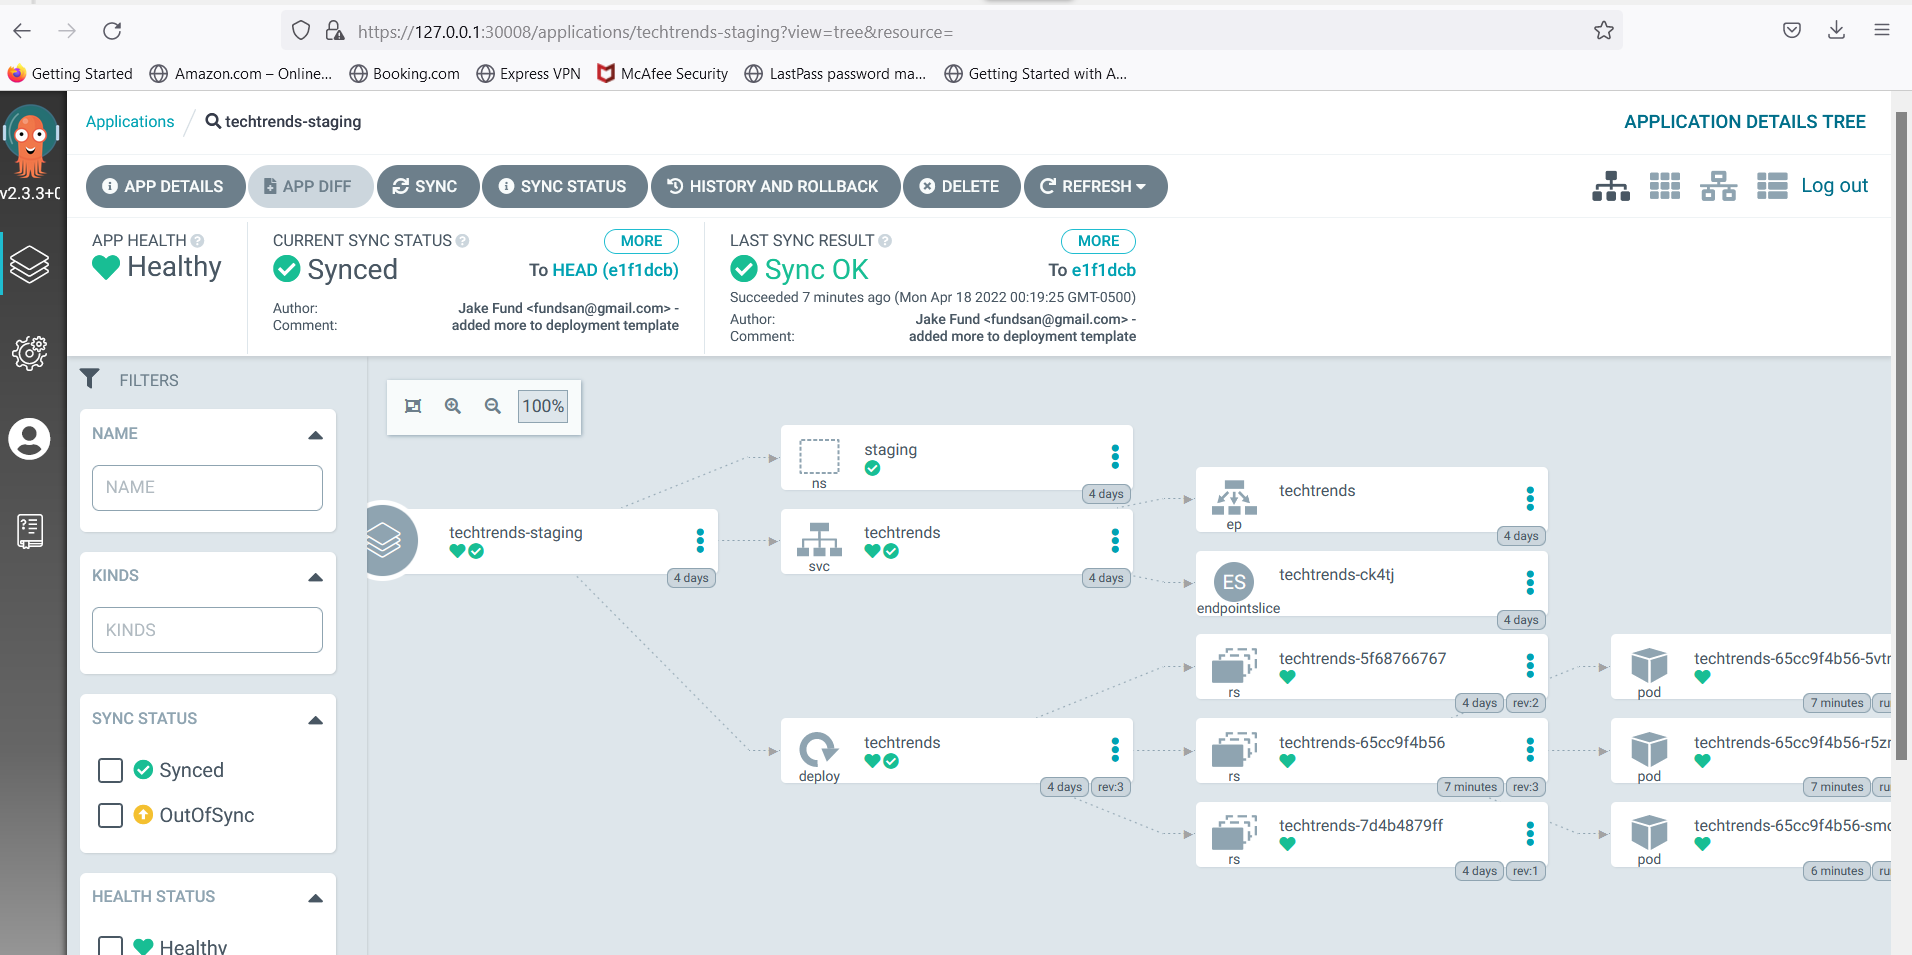 https://127.0.0.1:30008/applications/techtrends-staging?view=tree&resource=
Getting Started Amazon.com – Online... Booking.com Express VPN McAfee Security LastPass password ma... Getting Started with A...
Applications / techtrends-staging APPLICATION DETAILS TREE
v2.3.3+0
APP DETAILS APP DIFF SYNC SYNC STATUS HISTORY AND ROLLBACK DELETE REFRESH Log out
APP HEALTH
Healthy
CURRENT SYNC STATUS MORE
Synced To HEAD (e1f1dcb)
Author: Jake Fund <fundsan@gmail.com> -
Comment: added more to deployment template
LAST SYNC RESULT MORE
Sync OK To e1f1dcb
Succeeded 7 minutes ago (Mon Apr 18 2022 00:19:25 GMT-0500)
Author: Jake Fund <fundsan@gmail.com> -
Comment: added more to deployment template
FILTERS
NAME
NAME
KINDS
KINDS
SYNC STATUS
Synced
OutOfSync
HEALTH STATUS
Healthy
100%
techtrends-staging
4 days
staging
ns
4 days
techtrends
svc
4 days
techtrends
deploy
4 days rev:3
techtrends
ep
4 days
ES
techtrends-ck4tj
endpointslice
4 days
techtrends-5f68766767
rs
4 days rev:2
techtrends-65cc9f4b56
rs
7 minutes rev:3
techtrends-7d4b4879ff
rs
4 days rev:1
techtrends-65cc9f4b56-5vtr
pod
7 minutes ru
techtrends-65cc9f4b56-r5zr
pod
7 minutes ru
techtrends-65cc9f4b56-smc
pod
6 minutes ru